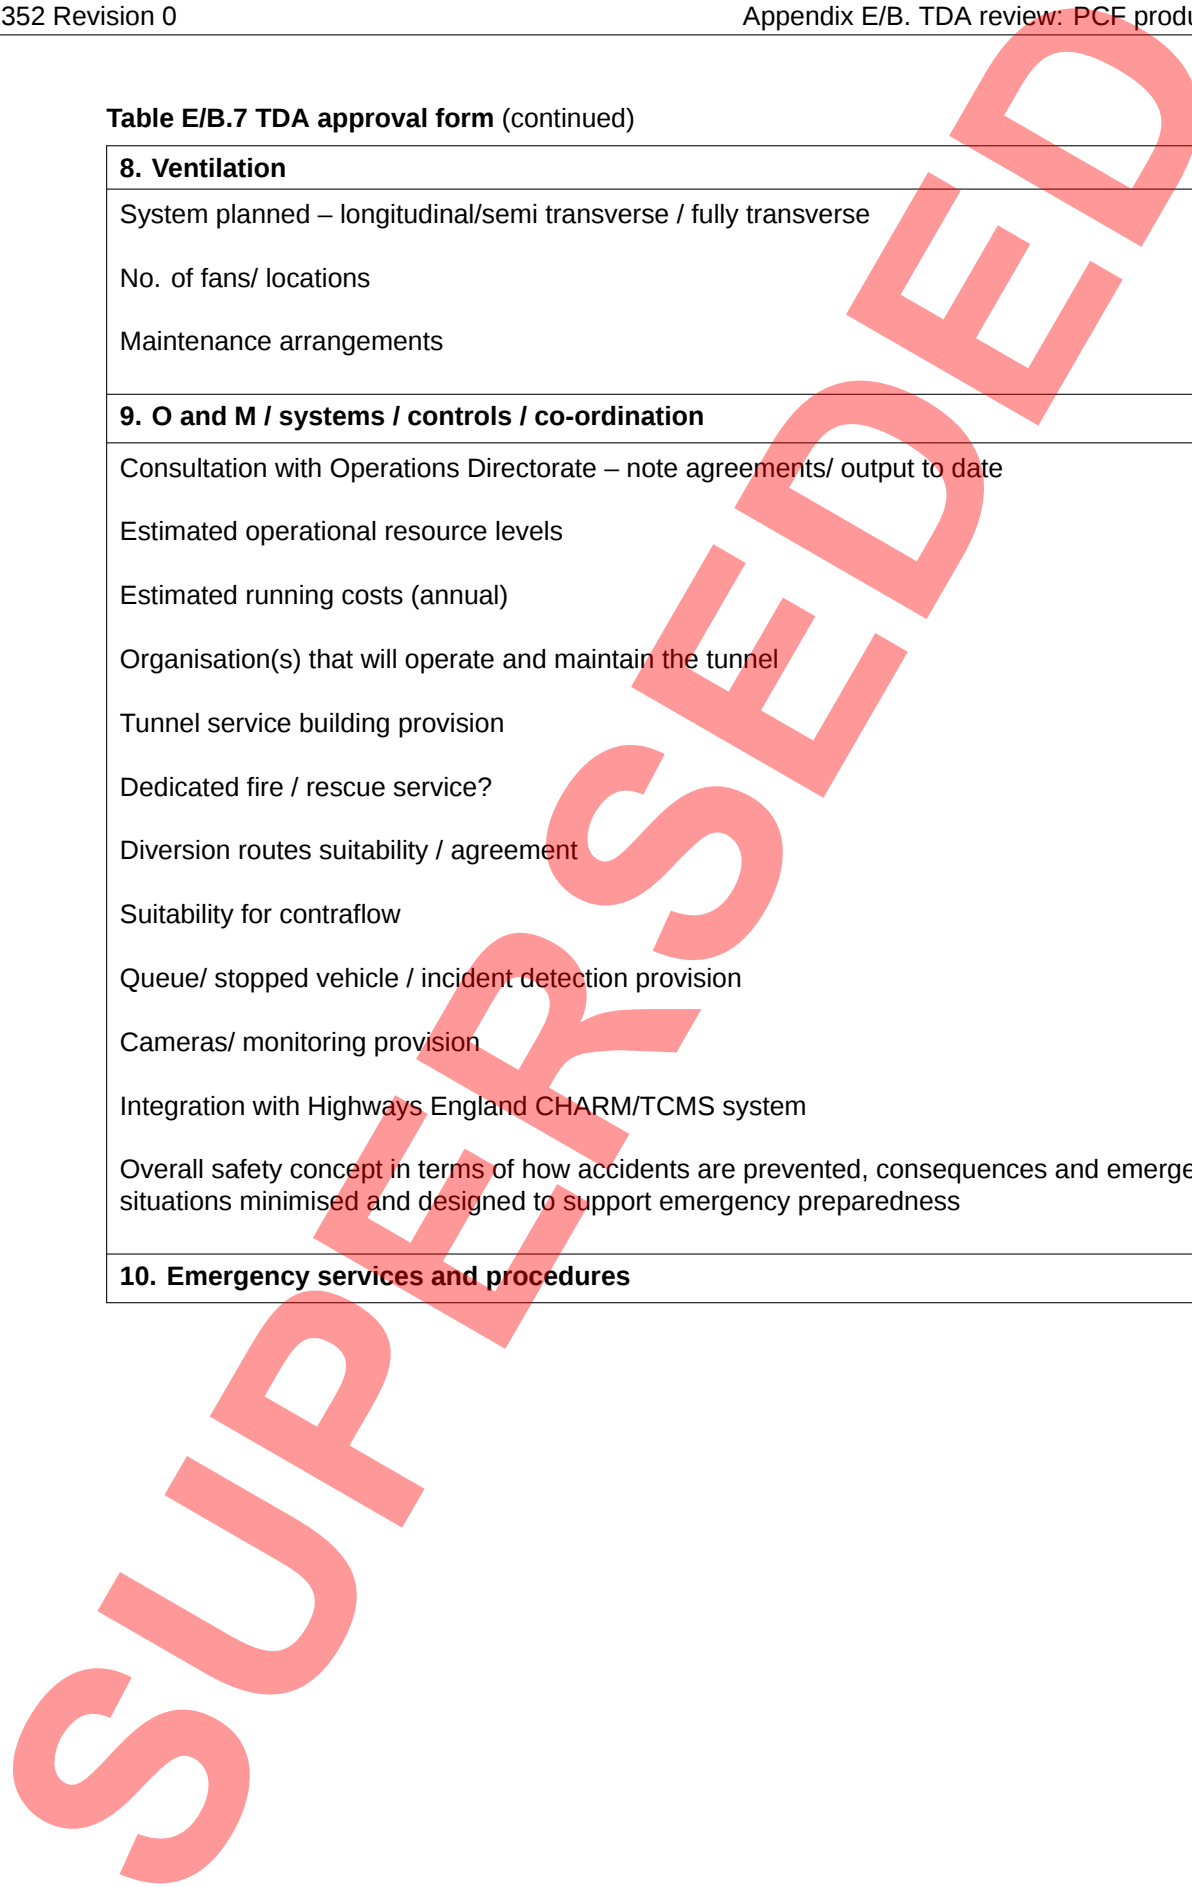 352 Revision 0
Appendix E/B. TDA review: PCF produ
Table E/B.7 TDA approval form (continued)
8. Ventilation
System planned – longitudinal/semi transverse / fully transverse
No. of fans/ locations
Maintenance arrangements
9. O and M / systems / controls / co-ordination
Consultation with Operations Directorate – note agreements/ output to date
Estimated operational resource levels
Estimated running costs (annual)
Organisation(s) that will operate and maintain the tunnel
Tunnel service building provision
Dedicated fire / rescue service?
Diversion routes suitability / agreement
Suitability for contraflow
Queue/ stopped vehicle / incident detection provision
Cameras/ monitoring provision
Integration with Highways England CHARM/TCMS system
Overall safety concept in terms of how accidents are prevented, consequences and emerge
situations minimised and designed to support emergency preparedness
10. Emergency services and procedures
SUPERSEDED